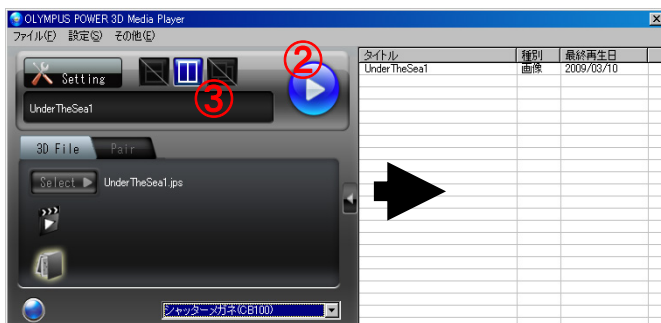 OLYMPUS POWER 3D Media Player
ファイル(F) 設定(S) その他(E)
Setting
②
③
UnderTheSea1
3D File Pair
Select UnderTheSea1.jps
シャッターメガネ(CB100)
タイトル 種別 最終再生日
UnderTheSea1 画像 2009/03/10